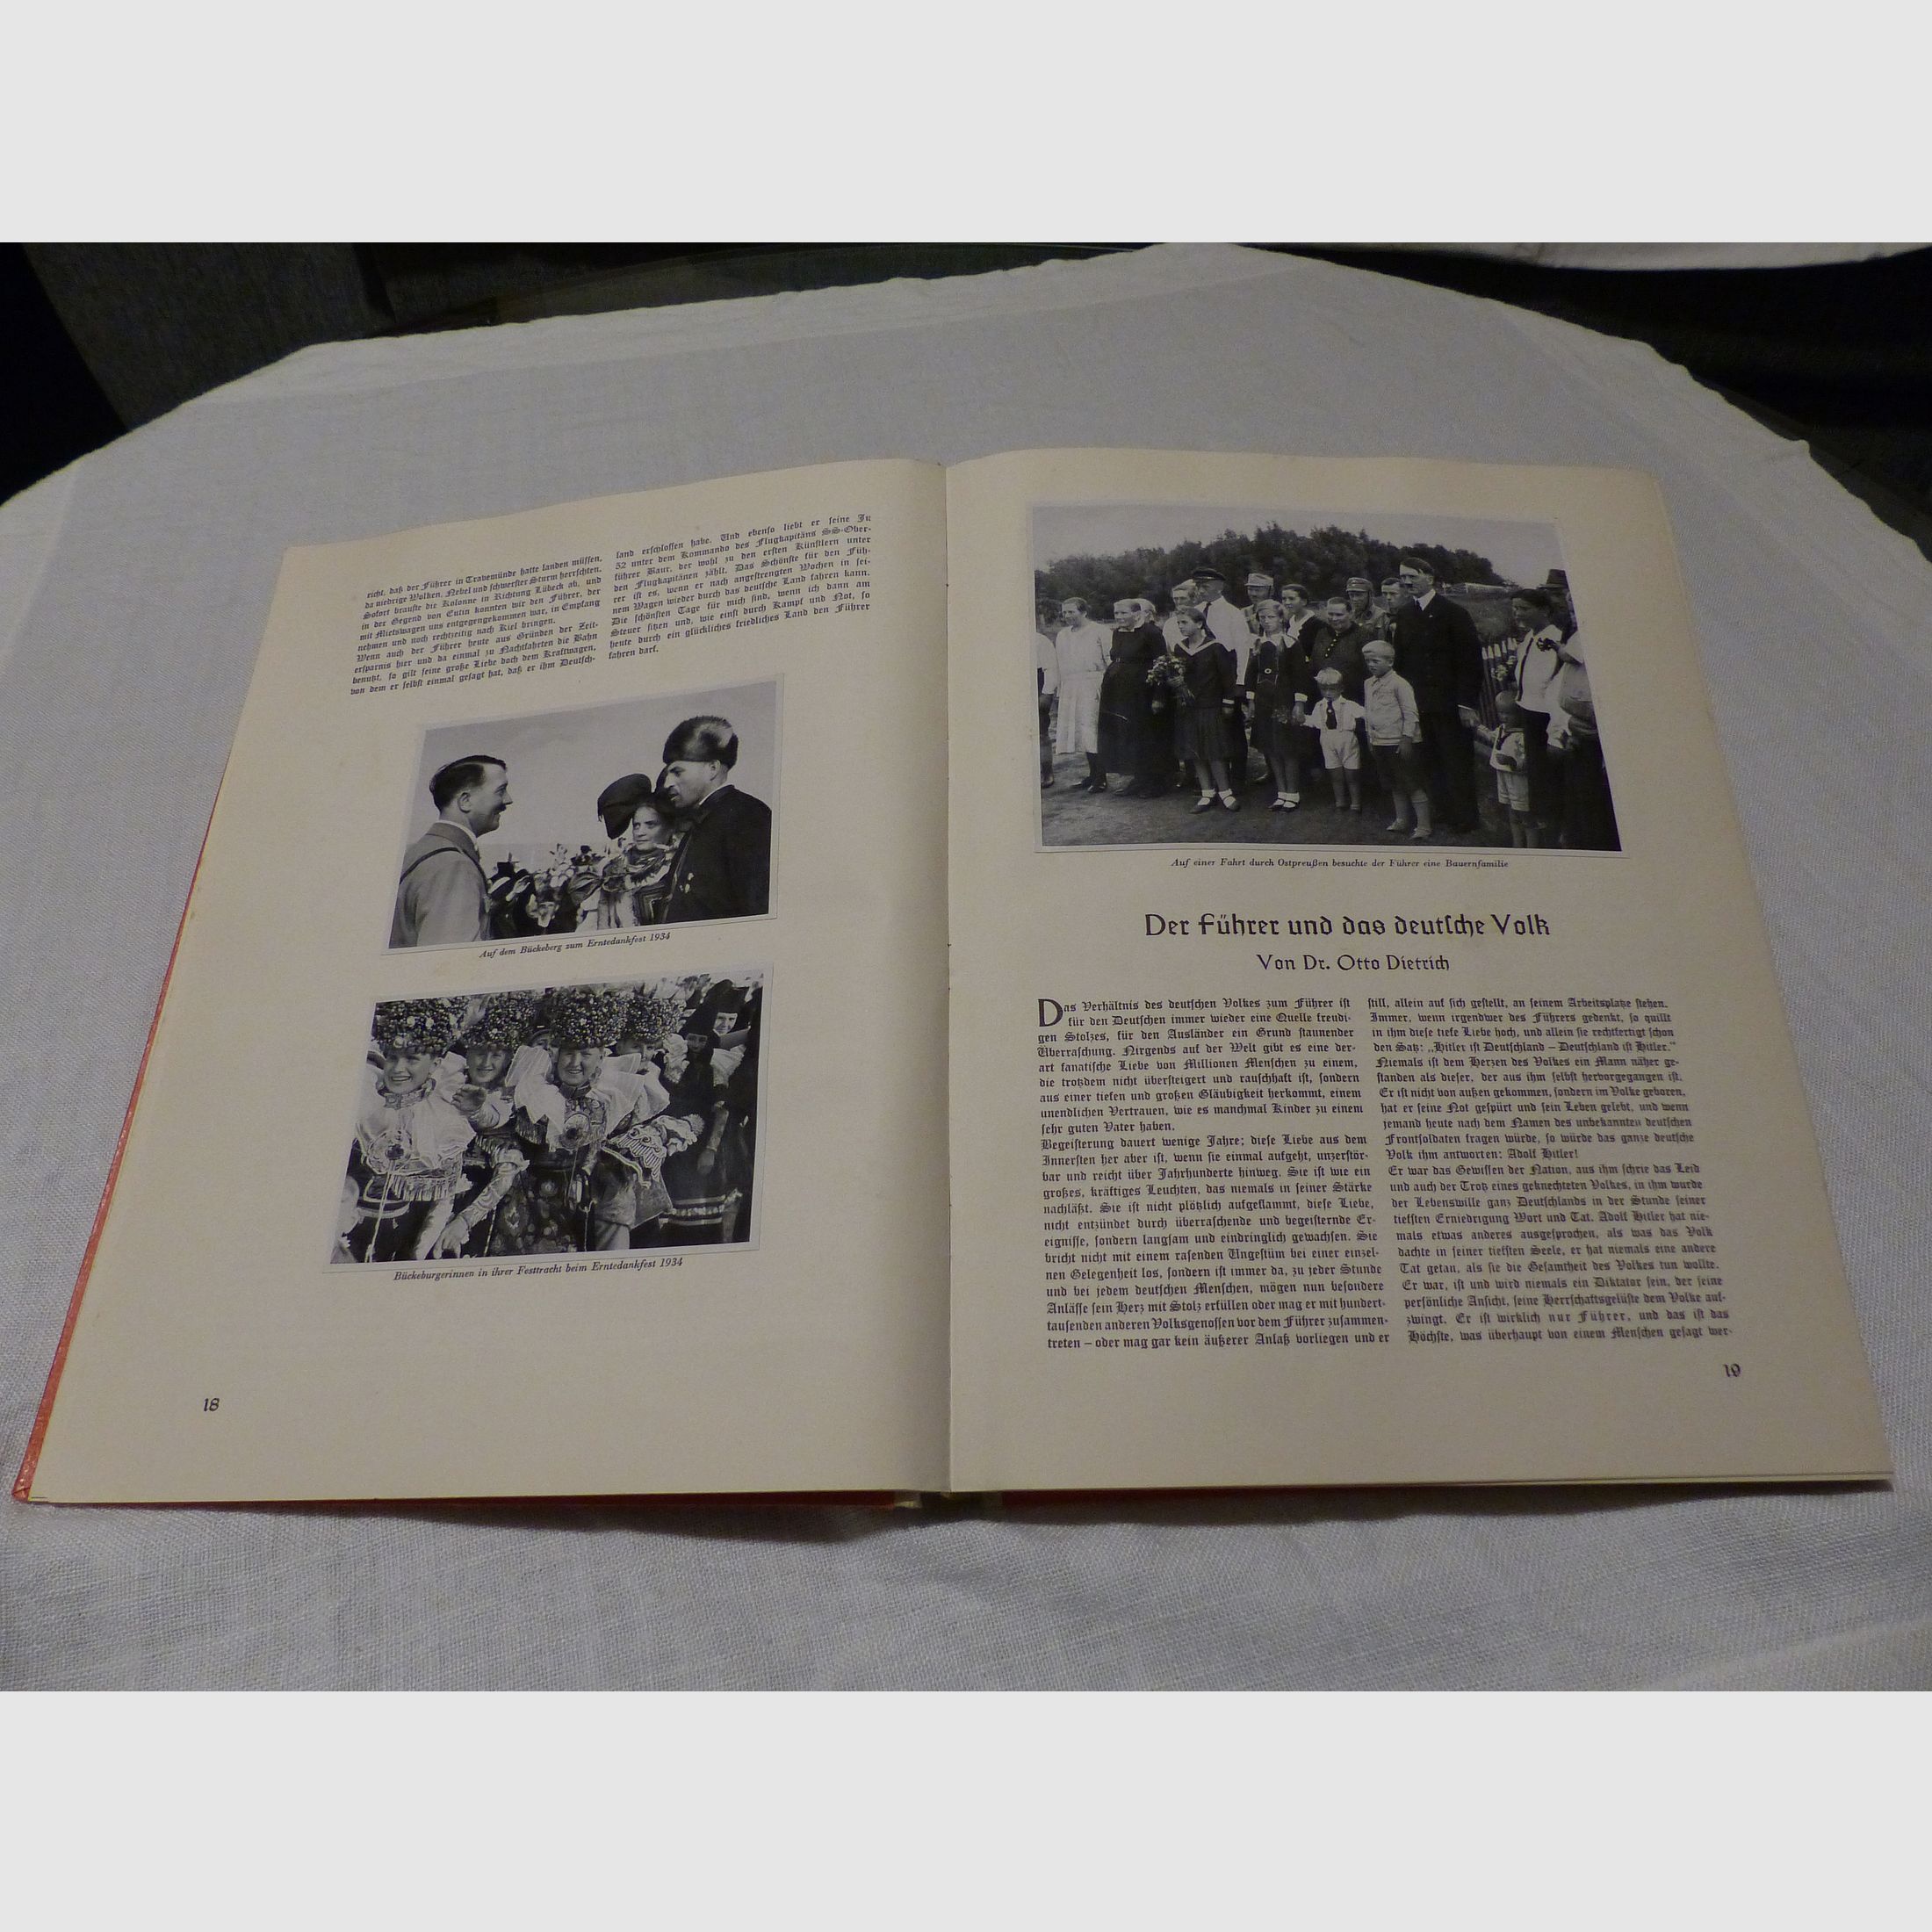 richt, daß der Führer in Travemünde hatte landen müssen,
da niedrige Wolken, Nebel und schwerster Sturm herrschten.
Sofort brauste die Kolonne in Richtung Lübeck ab, und
in der Gegend von Eutin konnten wir den Führer, der
mit Mietswagen uns entgegengekommen war, in Empfang
nehmen und noch rechtzeitig nach Kiel bringen.
Wenn auch der Führer heute aus Gründen der Zeit-
ersparnis hier und da einmal zu Nachtfahrten die Bahn
benutzt, so gilt seine große Liebe doch dem Kraftwagen,
von dem er selbst einmal gesagt hat, daß er ihm Deutsch-
land erschlossen habe. Und ebenso liebt er seine Ju
52 unter dem Kommando des Flugkapitäns SS-Ober-
führer Baur, der wohl zu den ersten Künstlern unter
den Flugkapitänen zählt. Das Schönste für den Füh-
rer ist es, wenn er nach angestrengten Wochen in sei-
nem Wagen wieder durch das deutsche Land fahren kann.
Die schönsten Tage für mich sind, wenn ich dann am
Steuer sitzen und, wie einst durch Kampf und Not, so
heute durch ein glückliches friedliches Land den Führer
fahren darf.
Auf dem Bückeberg zum Erntedankfest 1934
Bückeburgerinnen in ihrer Festtracht beim Erntedankfest 1934
18
Auf einer Fahrt durch Ostpreußen besuchte der Führer eine Bauernfamilie
Der Führer und das deutsche Volk
Von Dr. Otto Dietrich
Das Verhältnis des deutschen Volkes zum Führer ist
für den Deutschen immer wieder eine Quelle freudi-
gen Stolzes, für den Ausländer ein Grund staunender
Überraschung. Nirgends auf der Welt gibt es eine der-
art fanatische Liebe von Millionen Menschen zu einem,
die trotzdem nicht übersteigert und rauschhaft ist, sondern
aus einer tiefen und großen Gläubigkeit herkommt, einem
unendlichen Vertrauen, wie es manchmal Kinder zu einem
sehr guten Vater haben.
Begeisterung dauert wenige Jahre; diese Liebe aus dem
Innersten her aber ist, wenn sie einmal aufgeht, unzerstör-
bar und reicht über Jahrhunderte hinweg. Sie ist wie ein
großes, kräftiges Leuchten, das niemals in seiner Stärke
nachläßt. Sie ist nicht plötzlich aufgeflammt, diese Liebe,
nicht entzündet durch überraschende und begeisternde Er-
eignisse, sondern langsam und eindringlich gewachsen. Sie
bricht nicht mit einem rasenden Ungestüm bei einer einzel-
nen Gelegenheit los, sondern ist immer da, zu jeder Stunde
und bei jedem deutschen Menschen, mögen nun besondere
Anlässe sein Herz mit Stolz erfüllen oder mag er mit hundert-
tausenden anderen Volksgenossen vor dem Führer zusammen-
treten – oder mag gar kein äußerer Anlaß vorliegen und er
still, allein auf sich gestellt, an seinem Arbeitsplatze stehen.
Immer, wenn irgendwer des Führers gedenkt, so quillt
in ihm diese tiefe Liebe hoch, und allein sie rechtfertigt schon
den Satz: „Hitler ist Deutschland – Deutschland ist Hitler.“
Niemals ist dem Herzen des Volkes ein Mann näher ge-
standen als dieser, der aus ihm selbst hervorgegangen ist.
Er ist nicht von außen gekommen, sondern im Volke geboren,
hat er seine Not gespürt und sein Leben gelebt, und wenn
jemand heute nach dem Namen des unbekannten deutschen
Frontsoldaten fragen würde, so würde das ganze deutsche
Volk ihm antworten: Adolf Hitler!
Er war das Gewissen der Nation, aus ihm schrie das Leid
und auch der Trotz eines geknechteten Volkes, in ihm wurde
der Lebenswille ganz Deutschlands in der Stunde seiner
tiefsten Erniedrigung Wort und Tat. Adolf Hitler hat nie-
mals etwas anderes ausgesprochen, als was das Volk
dachte in seiner tiefsten Seele, er hat niemals eine andere
Tat getan, als sie die Gesamtheit des Volkes tun wollte.
Er war, ist und wird niemals ein Diktator sein, der seine
persönliche Ansicht, seine Herrschaftsgelüste dem Volke auf-
zwingt. Er ist wirklich nur Führer, und das ist das
Höchste, was überhaupt von einem Menschen gesagt wer-
19